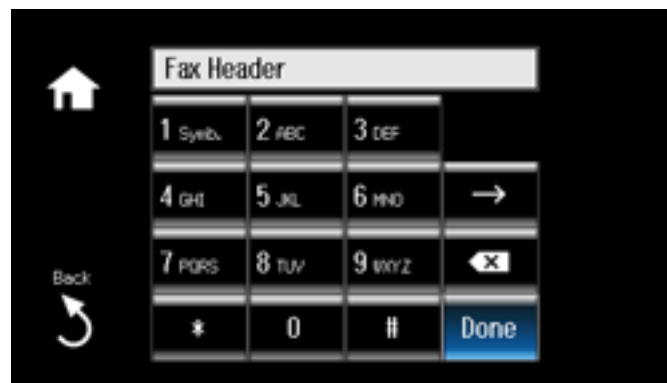 Fax Header
1 Symb. 2 ABC 3 DEF
4 GHI 5 JKL 6 MNO →
7 PQRS 8 TUV 9 WXYZ
Back
* 0 # Done